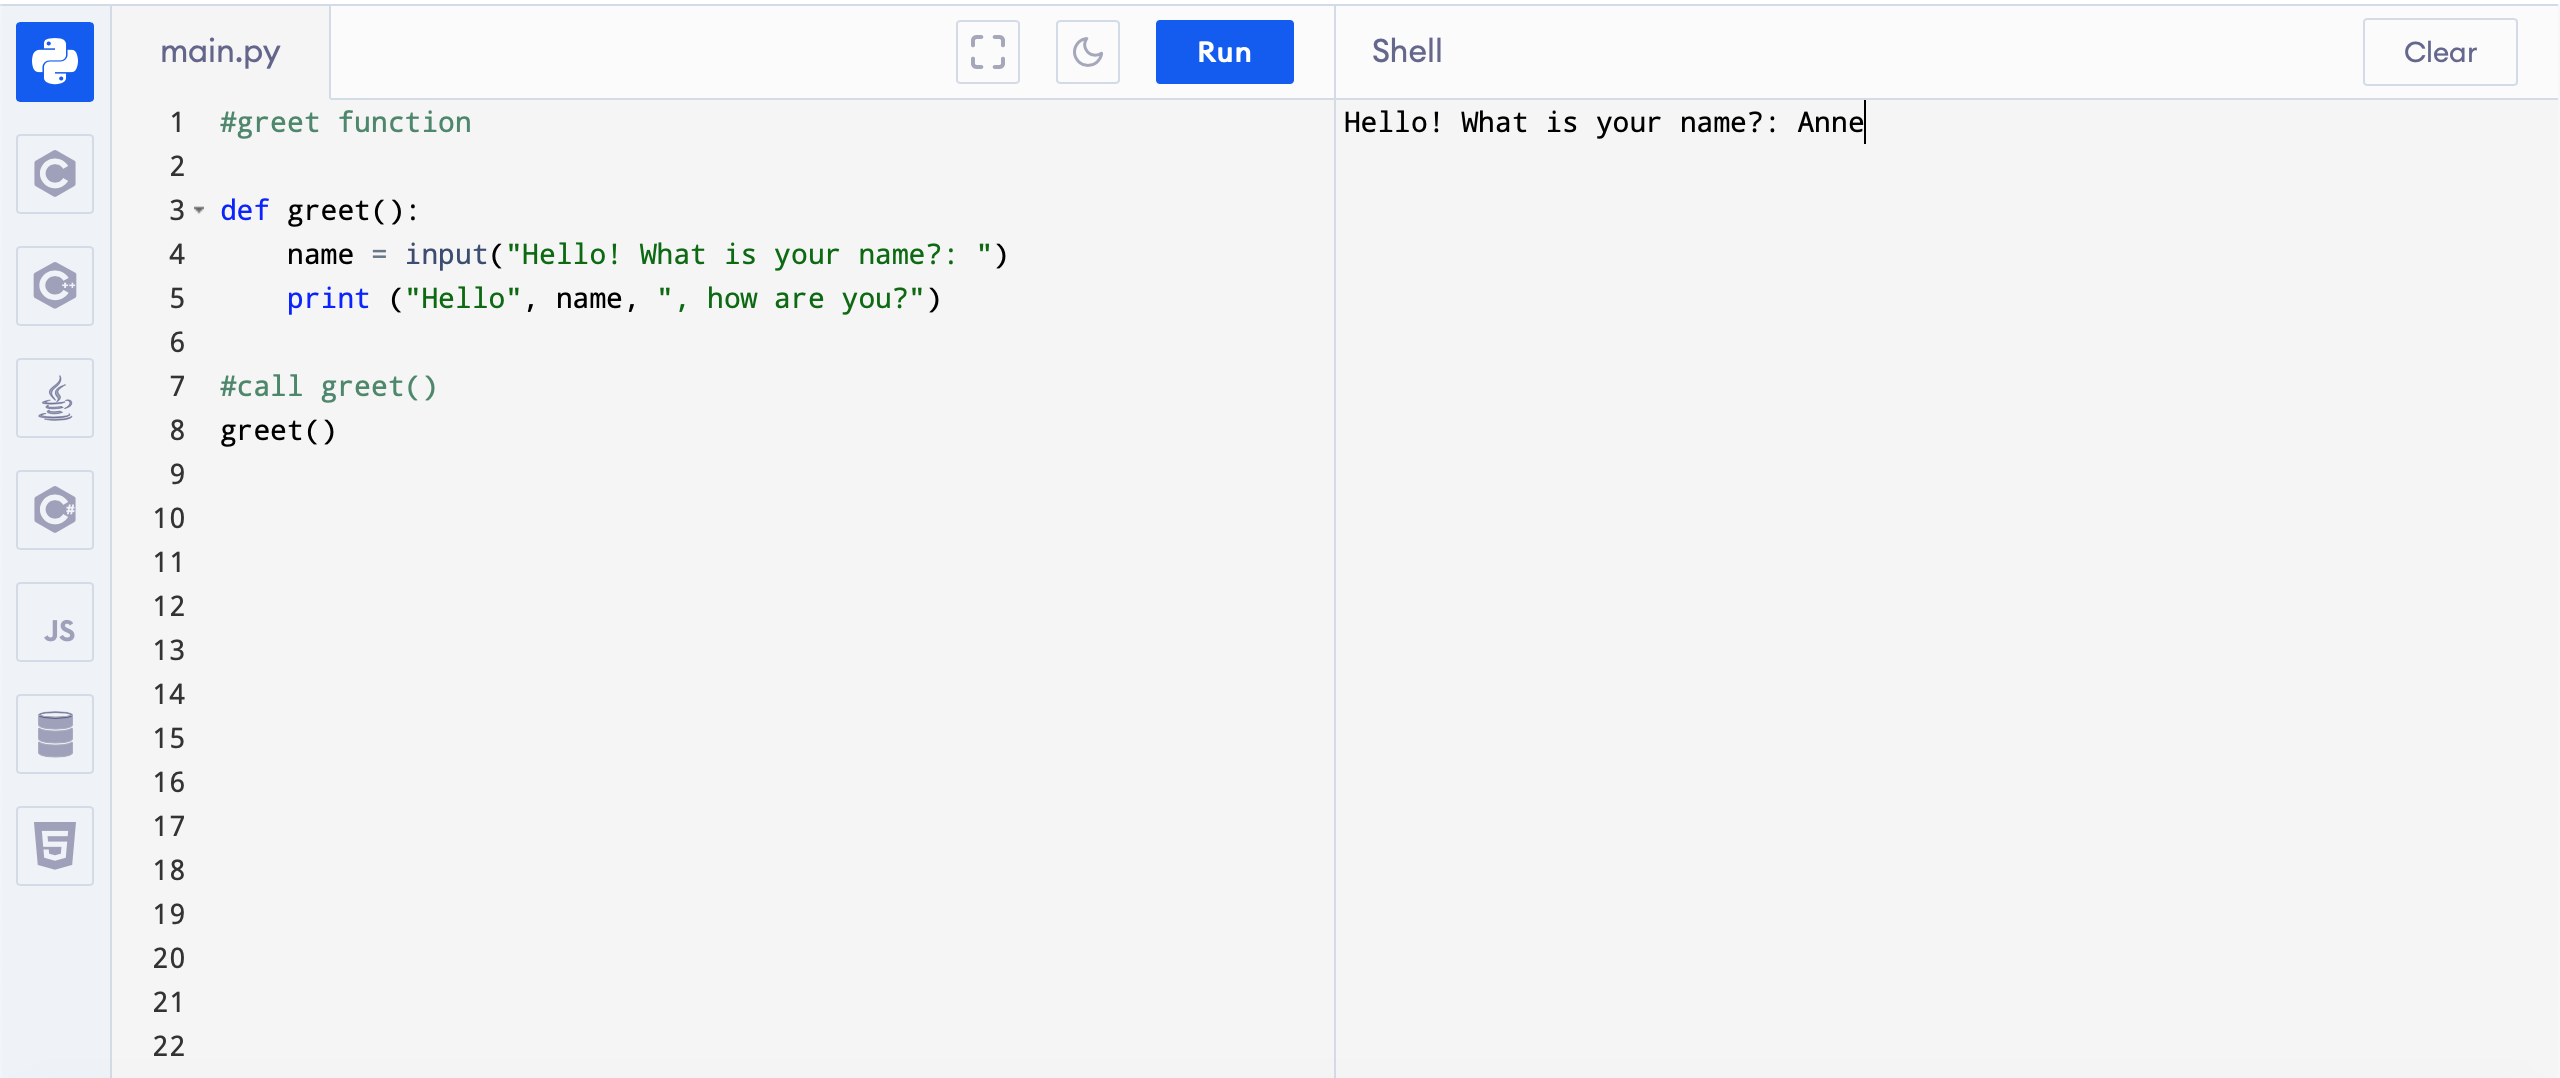 main.py
Run
Shell
Clear
1 #greet function
2
3 def greet():
4     name = input("Hello! What is your name?: ")
5     print ("Hello", name, ", how are you?")
6
7 #call greet()
8 greet()
9
10
11
12
13
14
15
16
17
18
19
20
21
22
Hello! What is your name?: Anne
C
C++
C#
JS
5